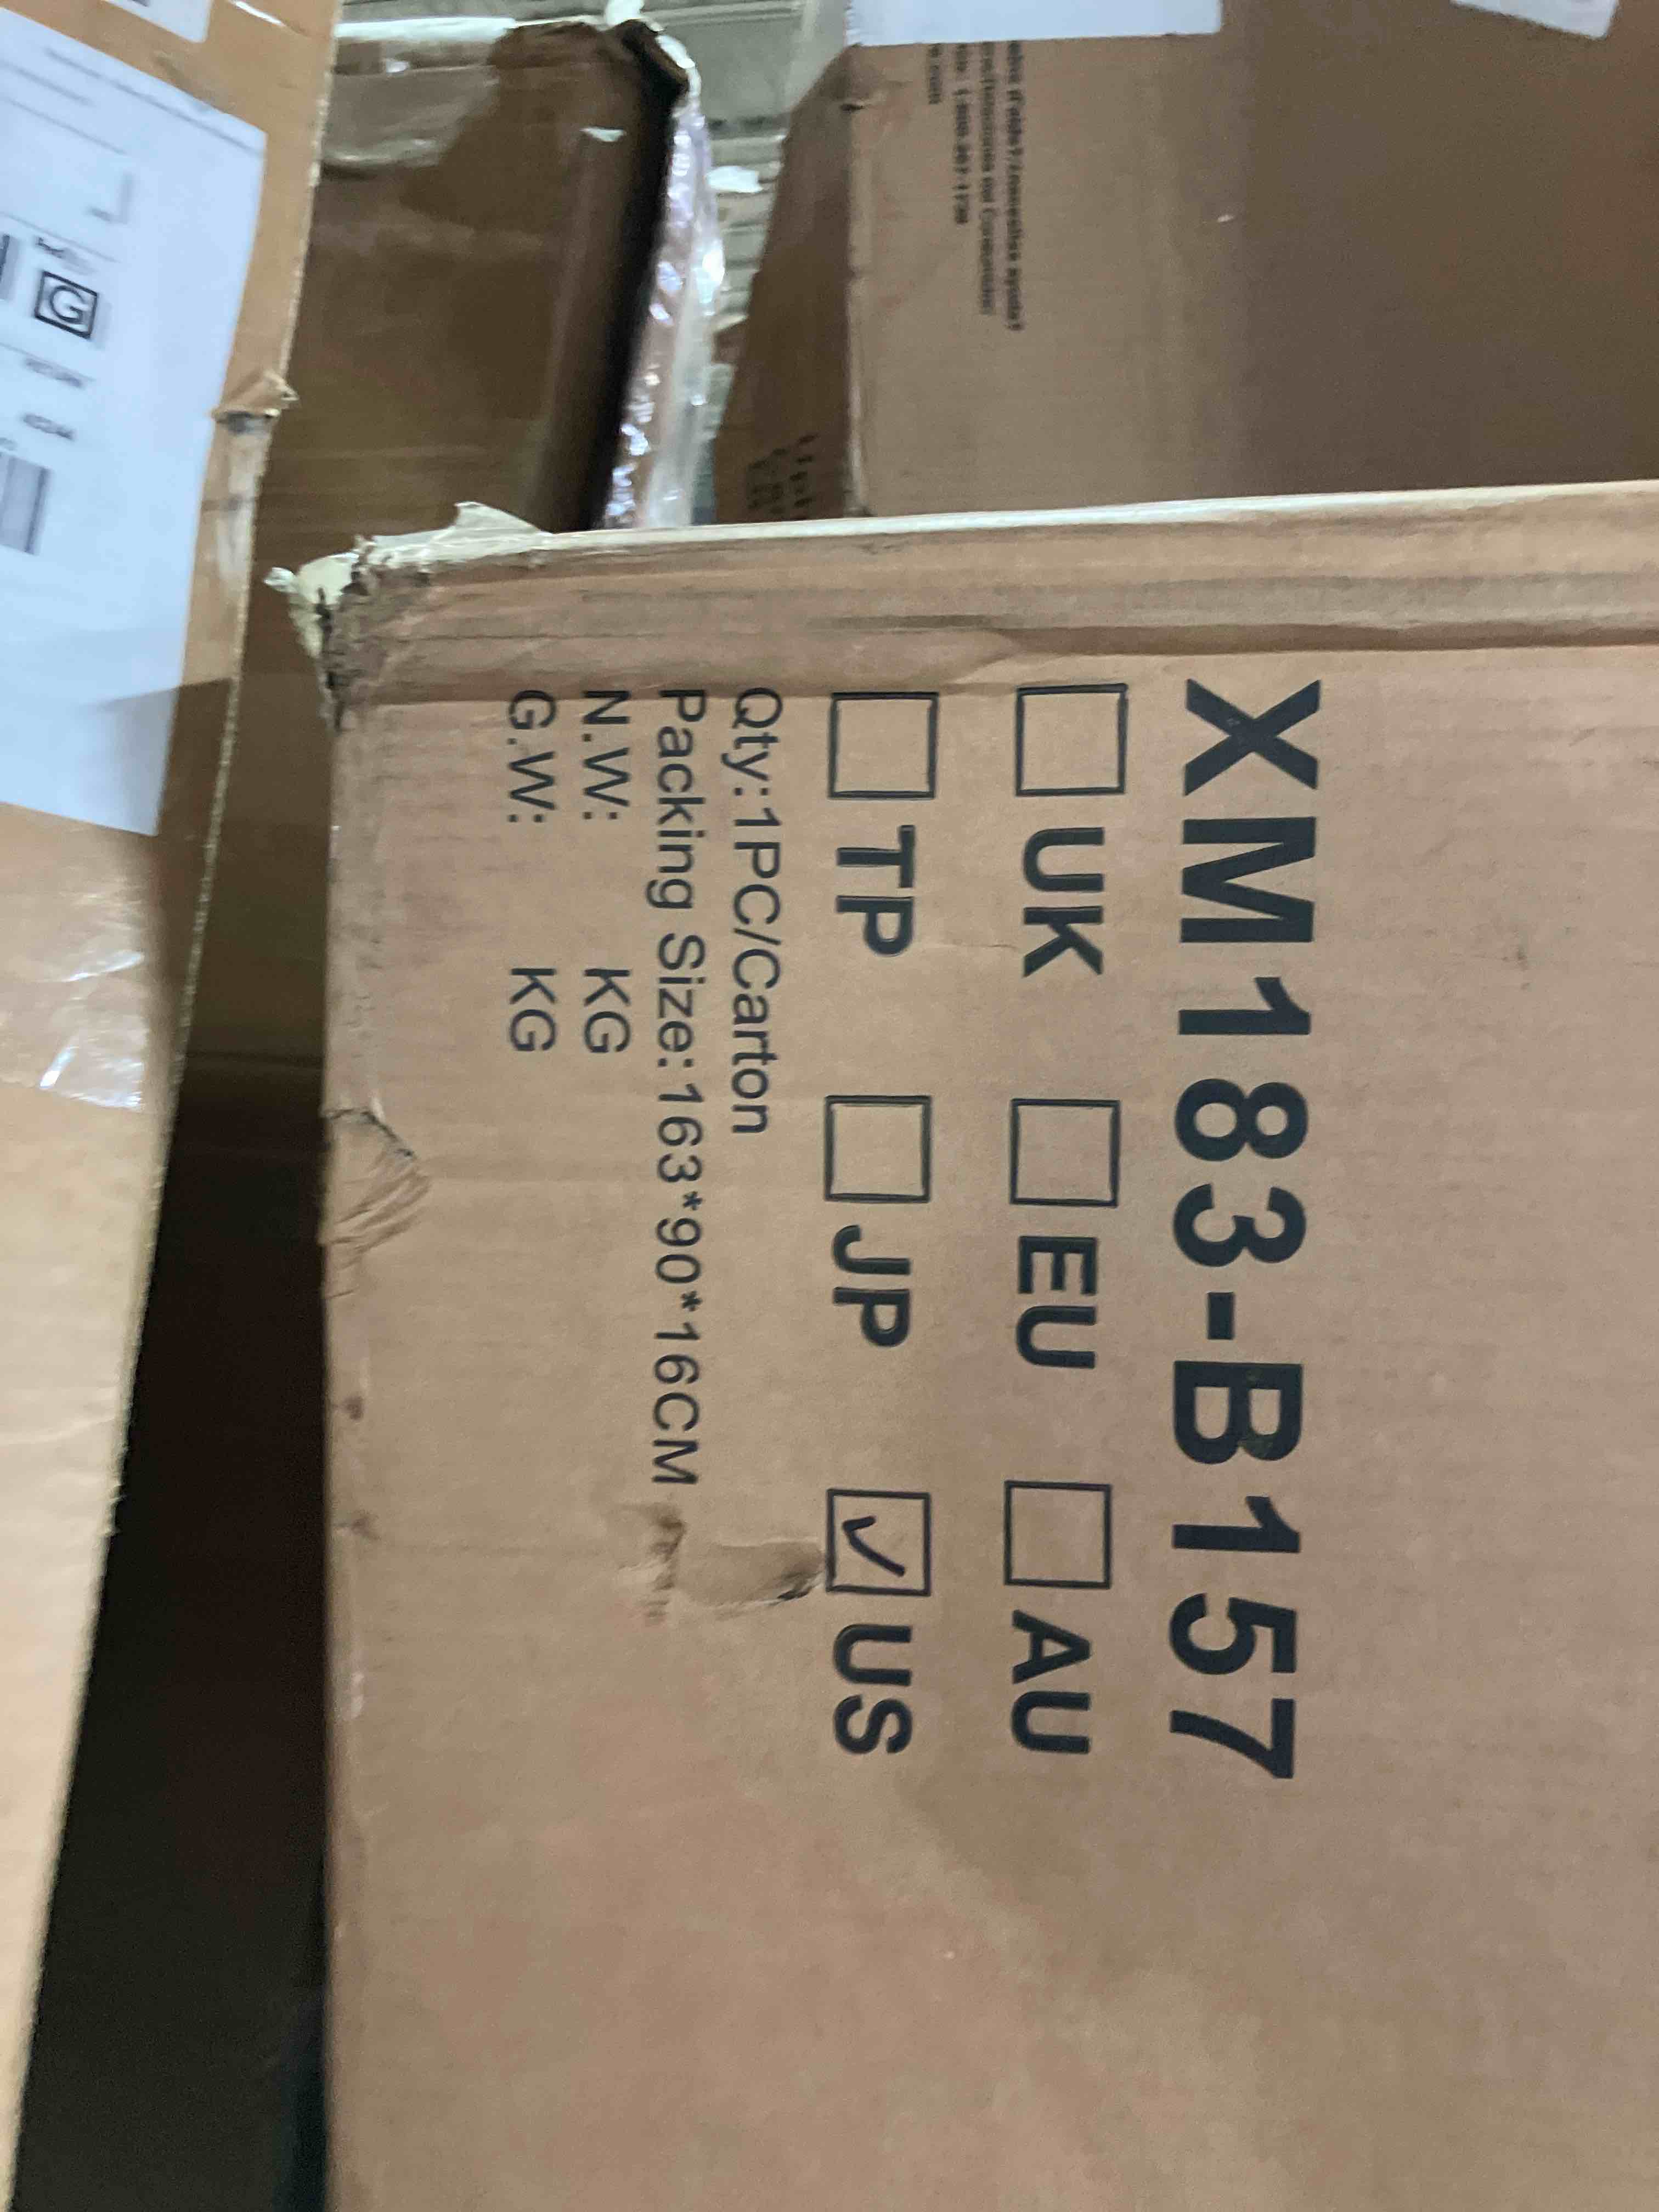 XM183-B157
UK EU AU
TP JP US
Qty:1PC/Carton
Packing Size:163*90*16CM
N.W: KG
G.W: KG
G